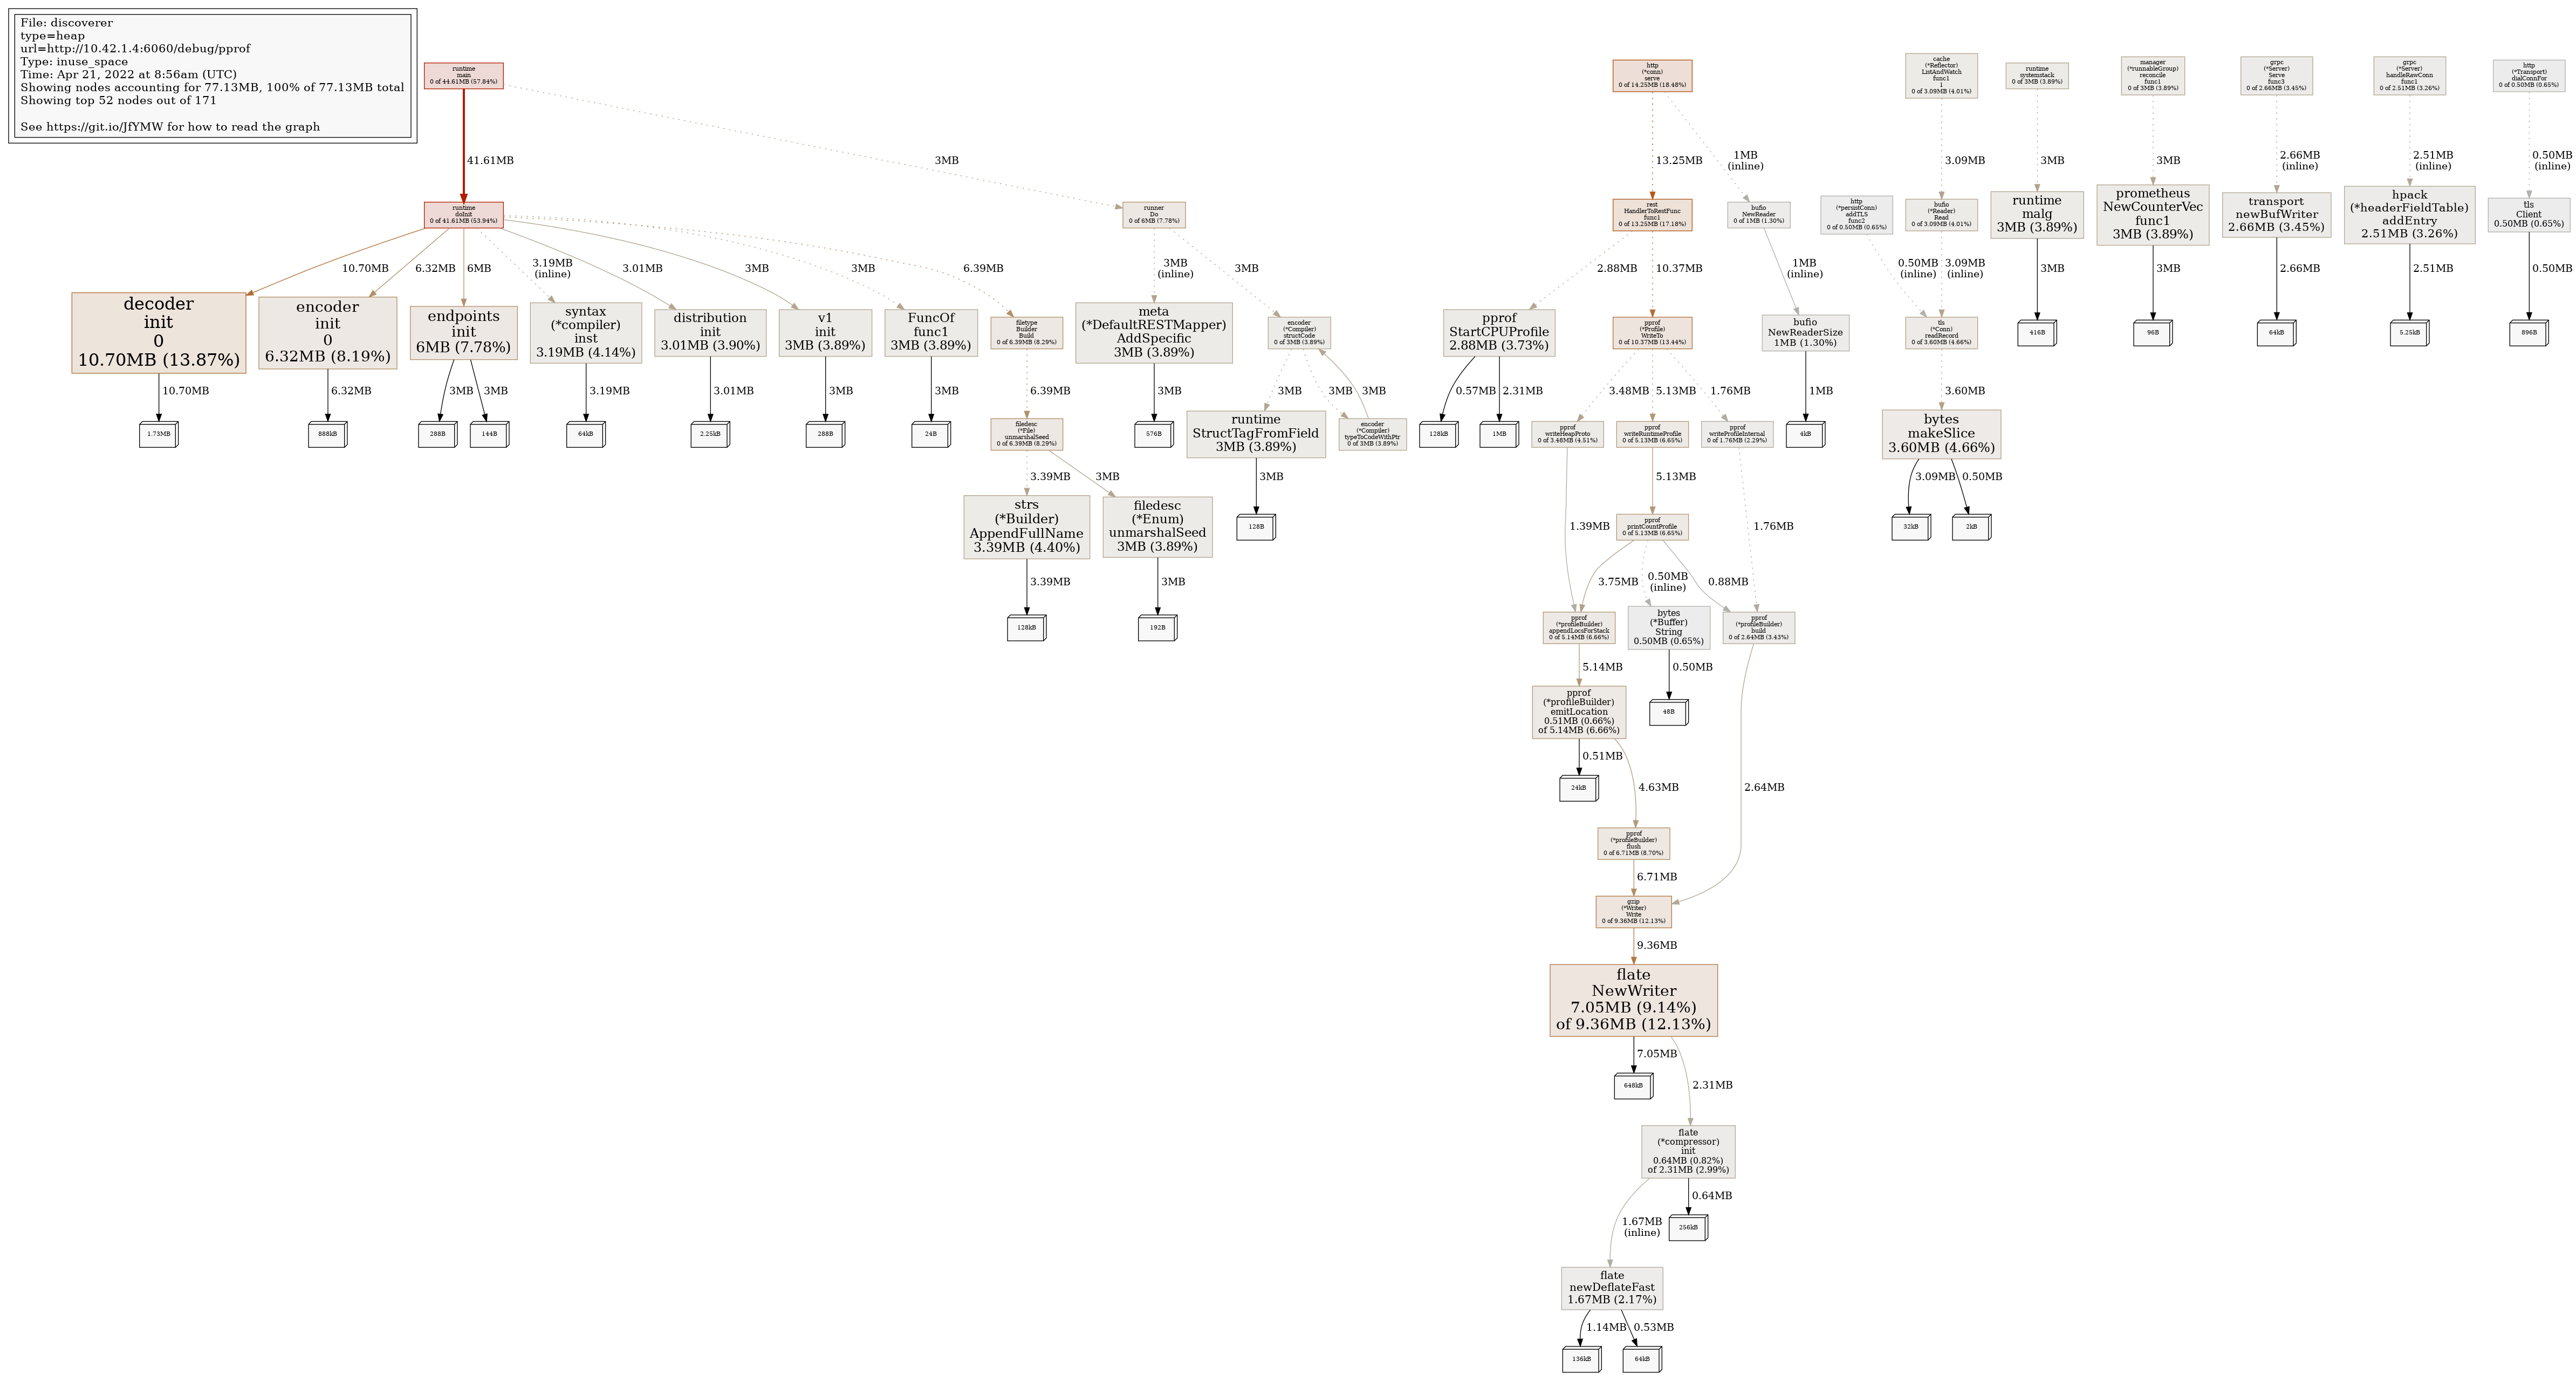 File: discoverer
type=heap
url=http://10.42.1.4:6060/debug/pprof
Type: inuse_space
Time: Apr 21, 2022 at 8:56am (UTC)
Showing nodes accounting for 77.13MB, 100% of 77.13MB total
Showing top 52 nodes out of 171
See https://git.io/JfYMW for how to read the graph
runtime
main
0 of 44.61MB (57.84%)
http
(*conn)
serve
0 of 14.25MB (18.48%)
cache
(*Reflector)
ListAndWatch
func1
1
0 of 3.09MB (4.01%)
runtime
systemstack
0 of 3MB (3.89%)
manager
(*runnableGroup)
reconcile
func1
0 of 3MB (3.89%)
grpc
(*Server)
Serve
func3
0 of 2.66MB (3.45%)
grpc
(*Server)
handleRawConn
func1
0 of 2.51MB (3.26%)
http
(*Transport)
dialConnFor
0 of 0.50MB (0.65%)
41.61MB
3MB
13.25MB
1MB
(inline)
3.09MB
3MB
3MB
2.66MB
(inline)
2.51MB
(inline)
0.50MB
(inline)
runtime
doInit
0 of 41.61MB (53.94%)
runner
Do
0 of 6MB (7.78%)
rest
HandlerToRestFunc
func1
0 of 13.25MB (17.18%)
bufio
NewReader
0 of 1MB (1.30%)
http
(*persistConn)
addTLS
func2
0 of 0.50MB (0.65%)
bufio
(*Reader)
Read
0 of 3.09MB (4.01%)
runtime
malg
3MB (3.89%)
prometheus
NewCounterVec
func1
3MB (3.89%)
transport
newBufWriter
2.66MB (3.45%)
hpack
(*headerFieldTable)
addEntry
2.51MB (3.26%)
tls
Client
0.50MB (0.65%)
10.70MB
6.32MB
6MB
3.19MB
(inline)
3.01MB
3MB
3MB
6.39MB
3MB
(inline)
3MB
2.88MB
10.37MB
1MB
(inline)
0.50MB
(inline)
3.09MB
(inline)
3MB
3MB
2.66MB
2.51MB
0.50MB
decoder
init
0
10.70MB (13.87%)
encoder
init
0
6.32MB (8.19%)
endpoints
init
6MB (7.78%)
syntax
(*compiler)
inst
3.19MB (4.14%)
distribution
init
3.01MB (3.90%)
v1
init
3MB (3.89%)
FuncOf
func1
3MB (3.89%)
filetype
Builder
Build
0 of 6.39MB (8.29%)
meta
(*DefaultRESTMapper)
AddSpecific
3MB (3.89%)
encoder
(*Compiler)
structCode
0 of 3MB (3.89%)
pprof
StartCPUProfile
2.88MB (3.73%)
pprof
(*Profile)
WriteTo
0 of 10.37MB (13.44%)
bufio
NewReaderSize
1MB (1.30%)
tls
(*Conn)
readRecord
0 of 3.60MB (4.66%)
416B
96B
64kB
5.25kB
896B
10.70MB
6.32MB
3MB
3MB
3.19MB
3.01MB
3MB
3MB
6.39MB
3MB
3MB
3MB
3MB
0.57MB
2.31MB
3.48MB
5.13MB
1.76MB
1MB
3.60MB
1.73MB
888kB
288B
144B
64kB
2.25kB
288B
24B
filedesc
(*File)
unmarshalSeed
0 of 6.39MB (8.29%)
576B
runtime
StructTagFromField
3MB (3.89%)
encoder
(*Compiler)
typeToCodeWithPtr
0 of 3MB (3.89%)
128kB
1MB
pprof
writeHeapProto
0 of 3.48MB (4.51%)
pprof
writeRuntimeProfile
0 of 5.13MB (6.65%)
pprof
writeProfileInternal
0 of 1.76MB (2.29%)
4kB
bytes
makeSlice
3.60MB (4.66%)
3.39MB
3MB
3MB
5.13MB
3.09MB
0.50MB
strs
(*Builder)
AppendFullName
3.39MB (4.40%)
filedesc
(*Enum)
unmarshalSeed
3MB (3.89%)
128B
1.39MB
pprof
printCountProfile
0 of 5.13MB (6.65%)
1.76MB
32kB
2kB
3.39MB
3MB
3.75MB
0.50MB
(inline)
0.88MB
128kB
192B
pprof
(*profileBuilder)
appendLocsForStack
0 of 5.14MB (6.66%)
bytes
(*Buffer)
String
0.50MB (0.65%)
pprof
(*profileBuilder)
build
0 of 2.64MB (3.43%)
5.14MB
0.50MB
pprof
(*profileBuilder)
emitLocation
0.51MB (0.66%)
of 5.14MB (6.66%)
48B
0.51MB
4.63MB
2.64MB
24kB
pprof
(*profileBuilder)
flush
0 of 6.71MB (8.70%)
6.71MB
gzip
(*Writer)
Write
0 of 9.36MB (12.13%)
9.36MB
flate
NewWriter
7.05MB (9.14%)
of 9.36MB (12.13%)
7.05MB
2.31MB
648kB
flate
(*compressor)
init
0.64MB (0.82%)
of 2.31MB (2.99%)
0.64MB
1.67MB
(inline)
256kB
flate
newDeflateFast
1.67MB (2.17%)
1.14MB
0.53MB
136kB
64kB